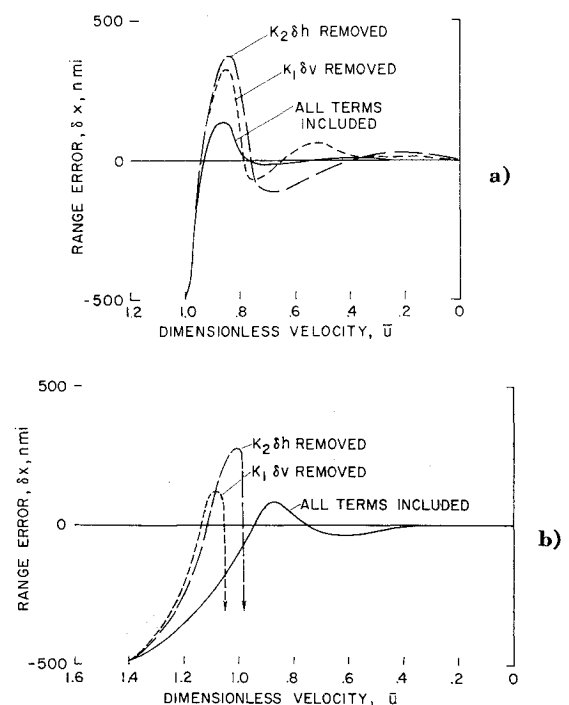 500
K₂ δh REMOVED
K₁ δv REMOVED
ALL TERMS
INCLUDED
RANGE ERROR, δx, n mi
0
a)
-500
1.2 1.0 .8 .6 .4 .2 0
DIMENSIONLESS VELOCITY, ū
500
K₂ δh REMOVED
K₁ δv REMOVED
ALL TERMS INCLUDED
RANGE ERROR, δx, nmi
0
b)
-500
1.6 1.4 1.2 1.0 .8 .6 .4 .2 0
DIMENSIONLESS VELOCITY, ū